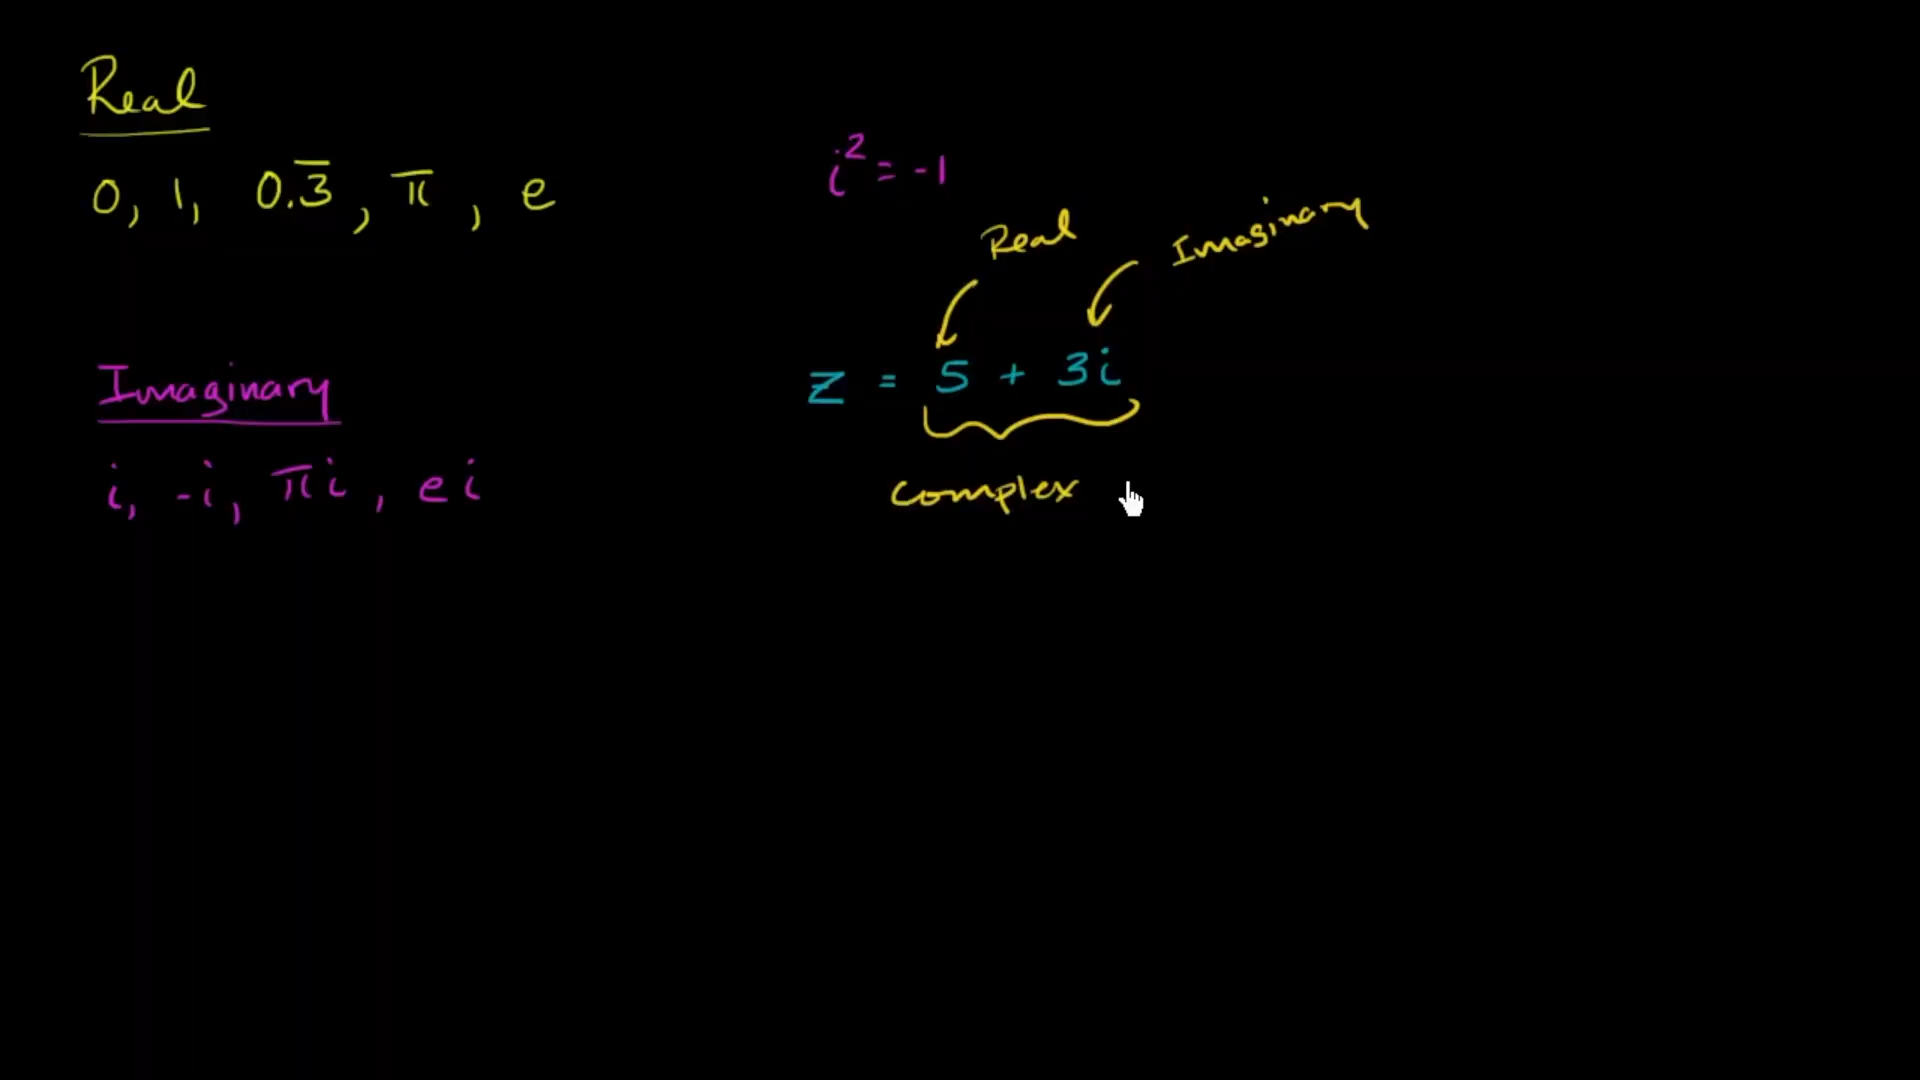 Real
0, 1, 0.3̅, π, e
Imaginary
i, -i, πi, ei
i² = -1
Real
Imaginary
Z = 5 + 3i
Complex